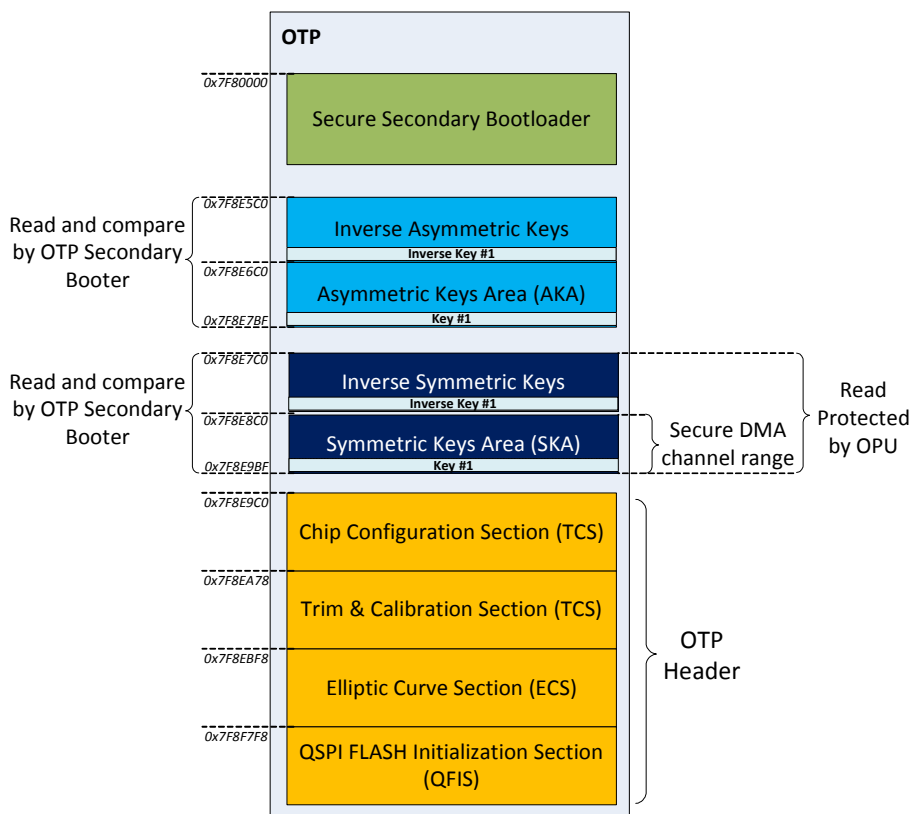 OTP
0x7F80000
Secure Secondary Bootloader
0x7F8E5C0
Read and compare
by OTP Secondary
Booter
Inverse Asymmetric Keys
Inverse Key #1
0x7F8E6C0
Asymmetric Keys Area (AKA)
Key #1
0x7F8E7BF
0x7F8E7C0
Read and compare
by OTP Secondary
Booter
Inverse Symmetric Keys
Inverse Key #1
0x7F8E8C0
Symmetric Keys Area (SKA)
Key #1
0x7F8E9BF
Secure DMA
channel range
Read
Protected
by OPU
0x7F8E9C0
Chip Configuration Section (TCS)
0x7F8EA78
Trim & Calibration Section (TCS)
0x7F8EBF8
Elliptic Curve Section (ECS)
0x7F8F7F8
QSPI FLASH Initialization Section
(QFIS)
OTP
Header